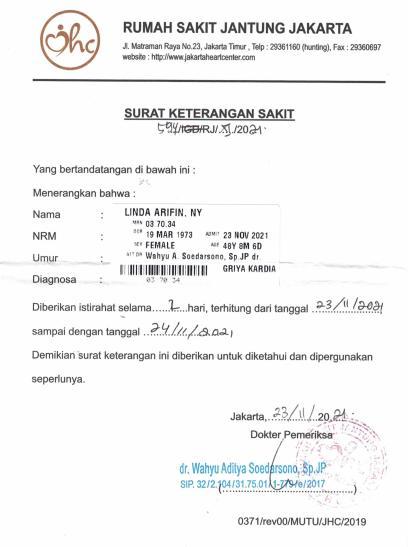 jhc
RUMAH SAKIT JANTUNG JAKARTA
Jl. Matraman Raya No.23, Jakarta Timur , Telp : 29361160 (hunting), Fax : 29360697
website : http://www.jakartaheartcenter.com
SURAT KETERANGAN SAKIT
594/IGD/RJ/XI/2021.
Yang bertandatangan di bawah ini :
Menerangkan bahwa :
Nama : LINDA ARIFIN, NY
MRN 03 70.34
NRM : DOB 19 MAR 1973 ADMIT 23 NOV 2021
SEX FEMALE AGE 48Y 8M 6D
Umur : ATT DR Wahyu A. Soedarsono, Sp.JP dr.
GRIYA KARDIA
Diagnosa : 03 70 34
Diberikan istirahat selama....2....hari, terhitung dari tanggal 23/11/2021
sampai dengan tanggal 24/11/2021
Demikian surat keterangan ini diberikan untuk diketahui dan dipergunakan
seperlunya.
Jakarta, 23/11/ 2021.
Dokter Pemeriksa
dr. Wahyu Aditya Soedarsono, Sp.JP
SIP. 32/2.104/31.75.01/1-779/e/2017
0371/rev00/MUTU/JHC/2019